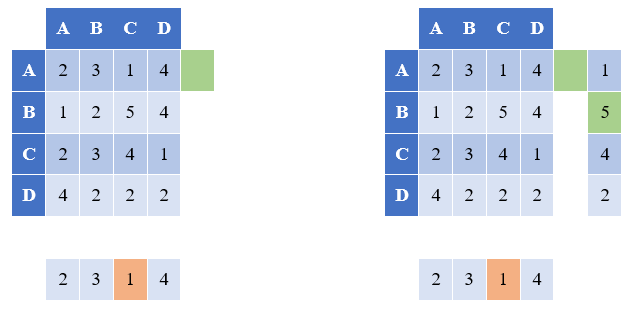 A B C D
A 2 3 1 4
B 1 2 5 4
C 2 3 4 1
D 4 2 2 2
2 3 1 4
A B C D
A 2 3 1 4 1
B 1 2 5 4 5
C 2 3 4 1 4
D 4 2 2 2 2
2 3 1 4